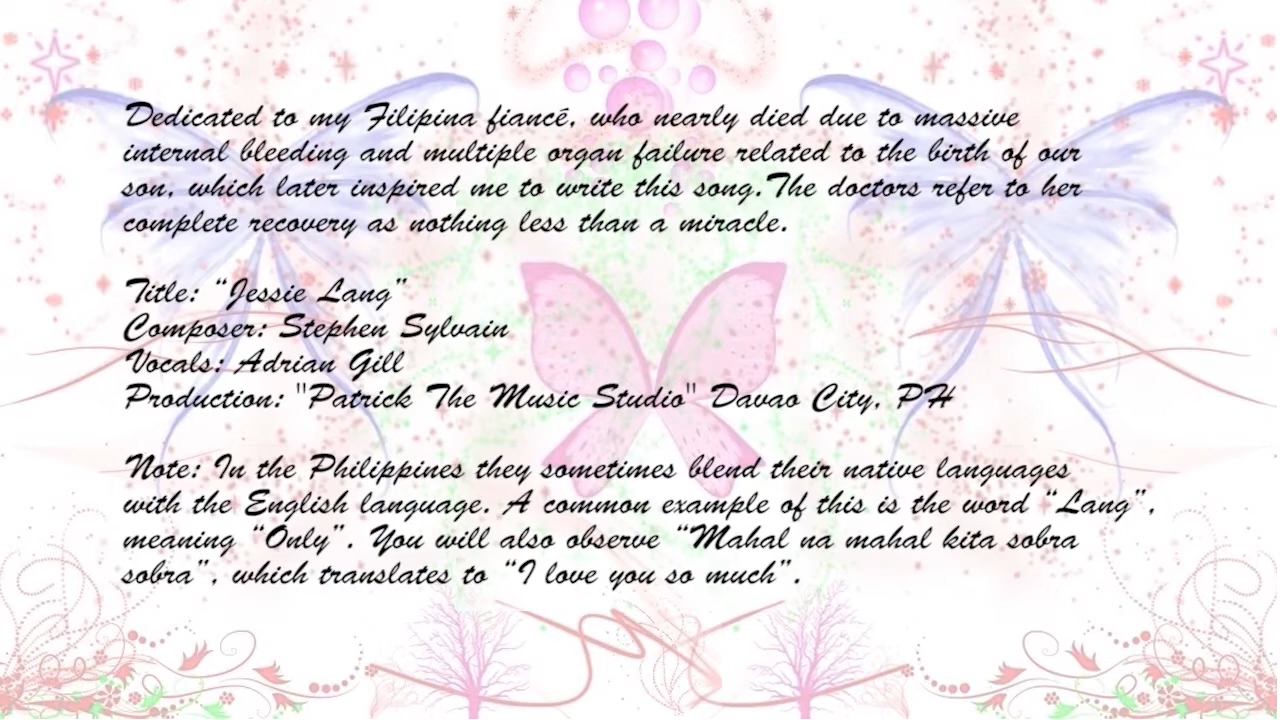 Dedicated to my Filipina fiancé, who nearly died due to massive
internal bleeding and multiple organ failure related to the birth of our
son, which later inspired me to write this song.The doctors refer to her
complete recovery as nothing less than a miracle.
Title: “Jessie Lang”
Composer: Stephen Sylvain
Vocals: Adrian Gill
Production: "Patrick The Music Studio" Davao City, PH
Note: In the Philippines they sometimes blend their native languages
with the English language. A common example of this is the word “Lang”,
meaning “Only”. You will also observe “Mahal na mahal kita sobra
sobra”, which translates to “I love you so much”.